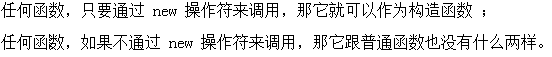 任何函数，只要通过 new 操作符来调用，那它就可以作为构造函数 ；
任何函数，如果不通过 new 操作符来调用，那它跟普通函数也没有什么两样。